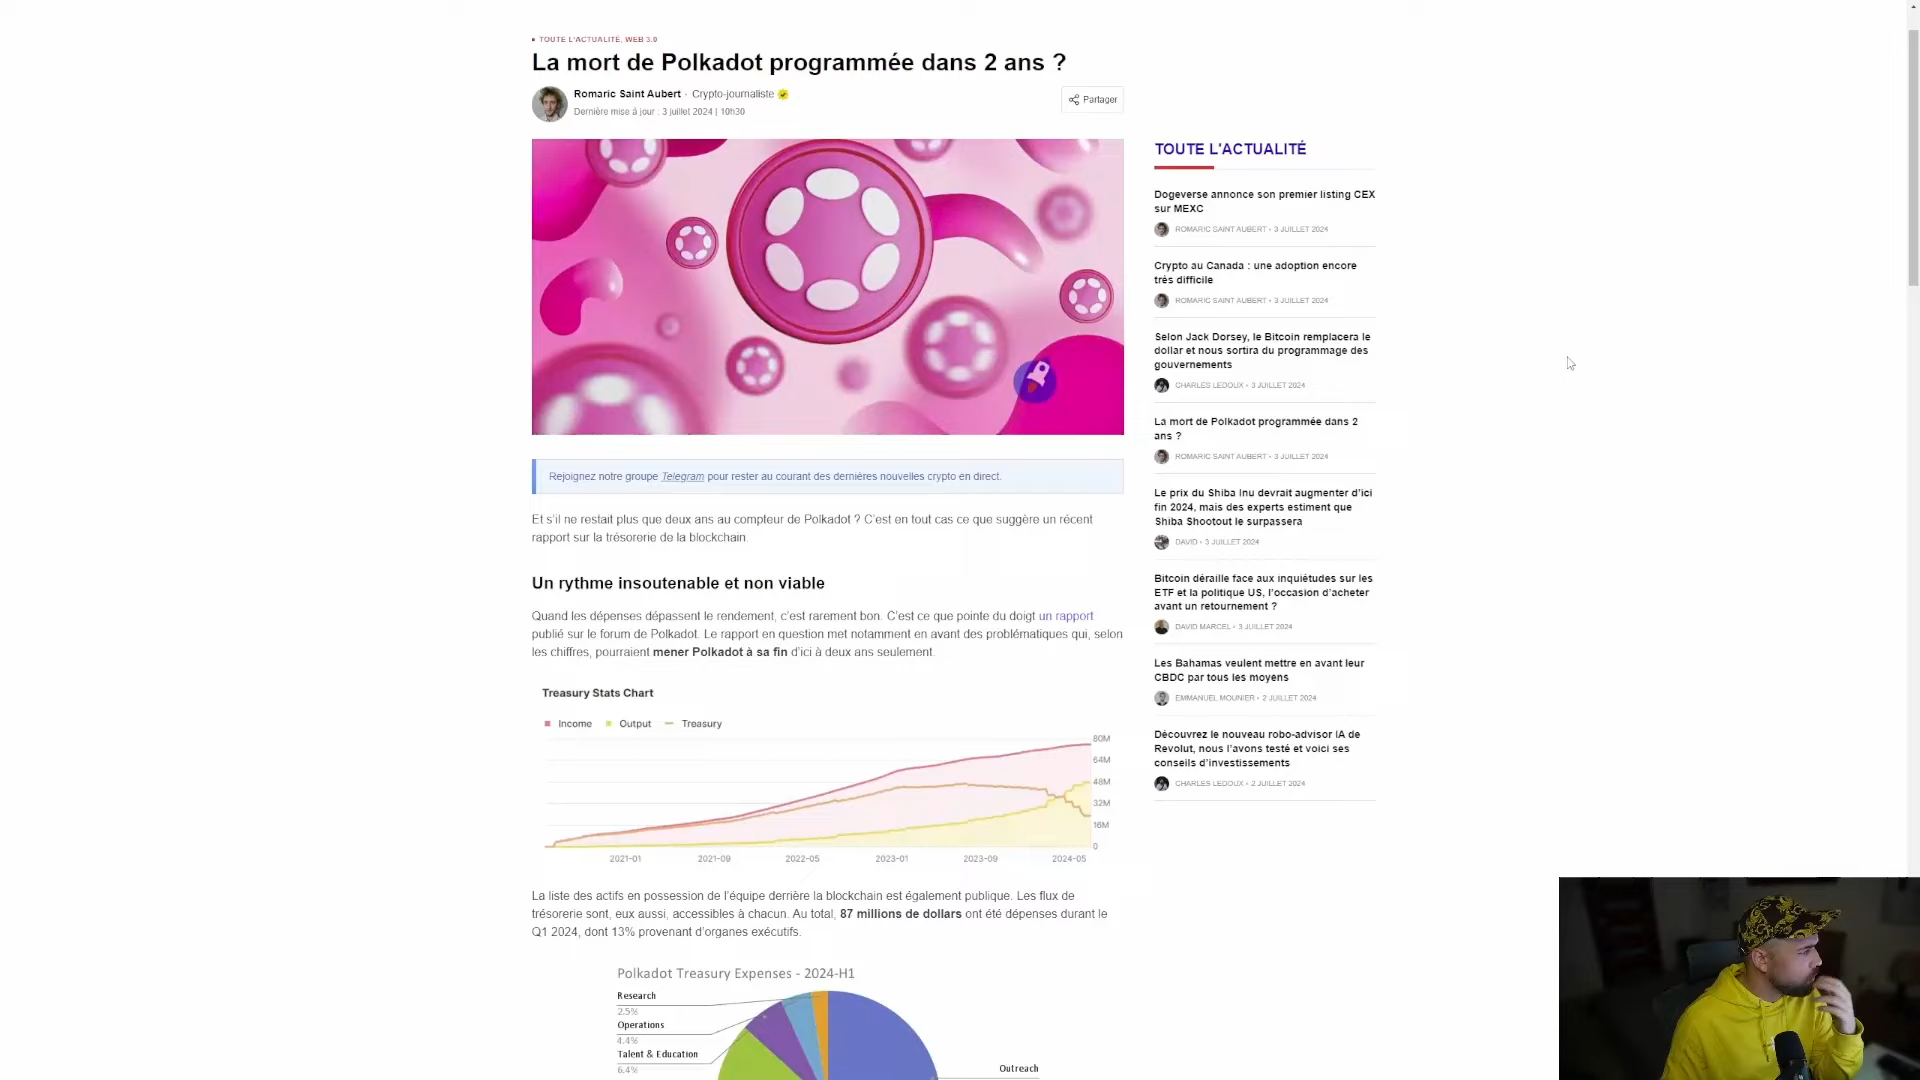 TOUTE L'ACTUALITÉ, WEB 3.0
La mort de Polkadot programmée dans 2 ans ?
Romaric Saint Aubert · Crypto-journaliste
Dernière mise à jour : 3 juillet 2024 | 10h30
Partager
Rejoignez notre groupe Telegram pour rester au courant des dernières nouvelles crypto en direct.
Et s'il ne restait plus que deux ans au compteur de Polkadot ? C'est en tout cas ce que suggère un récent
rapport sur la trésorerie de la blockchain.
Un rythme insoutenable et non viable
Quand les dépenses dépassent le rendement, c'est rarement bon. C'est ce que pointe du doigt un rapport
publié sur le forum de Polkadot. Le rapport en question met notamment en avant des problématiques qui, selon
les chiffres, pourraient mener Polkadot à sa fin d'ici à deux ans seulement.
Treasury Stats Chart
Income Output Treasury
80M
64M
48M
32M
16M
0
2021-01 2021-09 2022-05 2023-01 2023-09 2024-05
La liste des actifs en possession de l'équipe derrière la blockchain est également publique. Les flux de
trésorerie sont, eux aussi, accessibles à chacun. Au total, 87 millions de dollars ont été dépenses durant le
Q1 2024, dont 13% provenant d'organes exécutifs.
Polkadot Treasury Expenses - 2024-H1
Research
2.5%
Operations
4.4%
Talent & Education
6.4%
Outreach
TOUTE L'ACTUALITÉ
Dogeverse annonce son premier listing CEX
sur MEXC
ROMARIC SAINT AUBERT • 3 JUILLET 2024
Crypto au Canada : une adoption encore
très difficile
ROMARIC SAINT AUBERT • 3 JUILLET 2024
Selon Jack Dorsey, le Bitcoin remplacera le
dollar et nous sortira du programmage des
gouvernements
CHARLES LEDOUX • 3 JUILLET 2024
La mort de Polkadot programmée dans 2
ans ?
ROMARIC SAINT AUBERT • 3 JUILLET 2024
Le prix du Shiba Inu devrait augmenter d'ici
fin 2024, mais des experts estiment que
Shiba Shootout le surpassera
DAVID • 3 JUILLET 2024
Bitcoin déraille face aux inquiétudes sur les
ETF et la politique US, l'occasion d'acheter
avant un retournement ?
DAVID MARCEL • 3 JUILLET 2024
Les Bahamas veulent mettre en avant leur
CBDC par tous les moyens
EMMANUEL MOUNIER • 2 JUILLET 2024
Découvrez le nouveau robo-advisor IA de
Revolut, nous l'avons testé et voici ses
conseils d'investissements
CHARLES LEDOUX • 2 JUILLET 2024